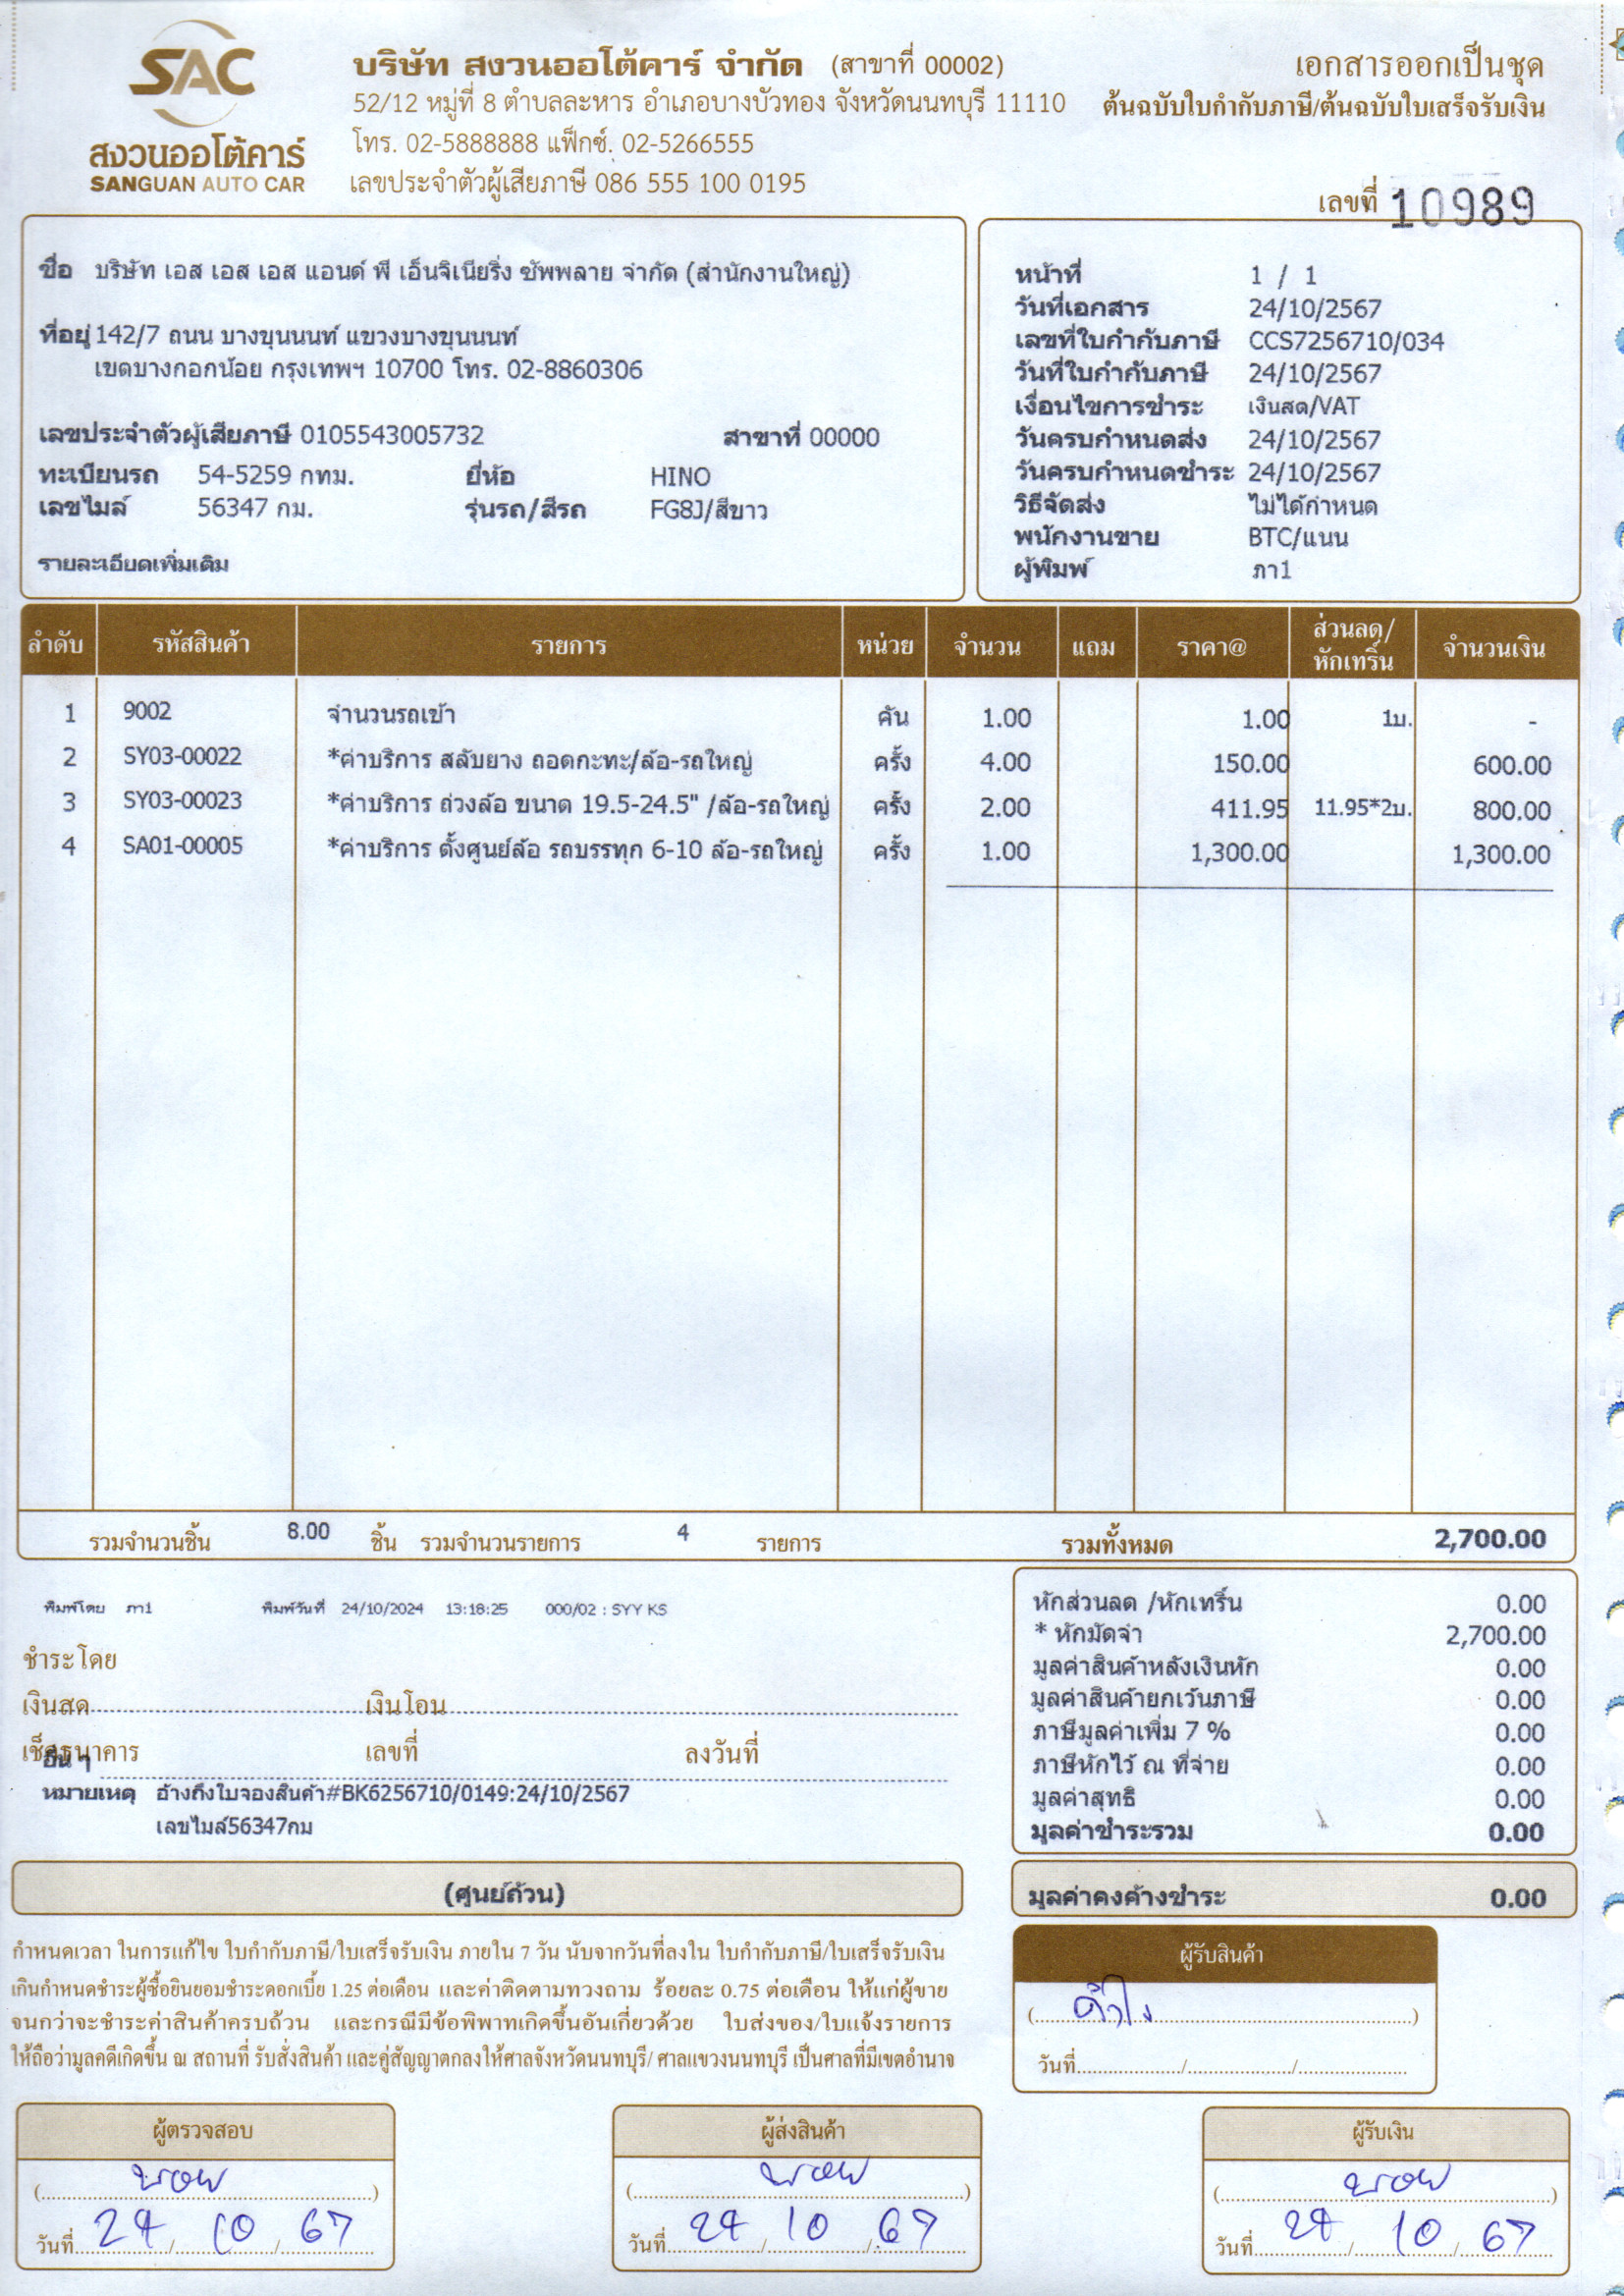 SAC
สงวนออโต้คาร์
SANGUAN AUTO CAR
บริษัท สงวนออโต้คาร์ จำกัด (สาขาที่ 00002)
52/12 หมู่ที่ 8 ตำบลละหาร อำเภอบางบัวทอง จังหวัดนนทบุรี 11110
โทร. 02-5888888 แฟ็กซ์. 02-5266555
เลขประจำตัวผู้เสียภาษี 086 555 100 0195
เอกสารออกเป็นชุด
ต้นฉบับใบกำกับภาษี/ต้นฉบับใบเสร็จรับเงิน
เลขที่ 10989
ชื่อ บริษัท เอส เอส เอส แอนด์ พี เอ็นจิเนียริ่ง ซัพพลาย จำกัด (สำนักงานใหญ่)
ที่อยู่ 142/7 ถนน บางขุนนนท์ แขวงบางขุนนนท์
เขตบางกอกน้อย กรุงเทพฯ 10700 โทร. 02-8860306
เลขประจำตัวผู้เสียภาษี 0105543005732 สาขาที่ 00000
ทะเบียนรถ 54-5259 กทม. ยี่ห้อ HINO
เลขไมล์ 56347 กม. รุ่นรถ/สีรถ FG8J/สีขาว
รายละเอียดเพิ่มเติม
หน้าที่ 1 / 1
วันที่เอกสาร 24/10/2567
เลขที่ใบกำกับภาษี CCS7256710/034
วันที่ใบกำกับภาษี 24/10/2567
เงื่อนไขการชำระ เงินสด/VAT
วันครบกำหนดส่ง 24/10/2567
วันครบกำหนดชำระ 24/10/2567
วิธีจัดส่ง ไม่ได้กำหนด
พนักงานขาย BTC/แนน
ผู้พิมพ์ ภา1
ลำดับ รหัสสินค้า รายการ หน่วย จำนวน แถม ราคา@ ส่วนลด/หักเทริ์น จำนวนเงิน
1 9002 จำนวนรถเข้า คัน 1.00 1.00 1บ. -
2 SY03-00022 *ค่าบริการ สลับยาง ถอดกะทะ/ล้อ-รถใหญ่ ครั้ง 4.00 150.00 600.00
3 SY03-00023 *ค่าบริการ ถ่วงล้อ ขนาด 19.5-24.5" /ล้อ-รถใหญ่ ครั้ง 2.00 411.95 11.95*2บ. 800.00
4 SA01-00005 *ค่าบริการ ตั้งศูนย์ล้อ รถบรรทุก 6-10 ล้อ-รถใหญ่ ครั้ง 1.00 1,300.00 1,300.00
รวมจำนวนชิ้น 8.00 ชิ้น รวมจำนวนรายการ 4 รายการ รวมทั้งหมด 2,700.00
พิมพ์โดย ภา1 พิมพ์วันที่ 24/10/2024 13:18:25 000/02 : SYY KS
ชำระโดย
เงินสด เงินโอน
เช็คธนาคาร เลขที่ ลงวันที่
อื่น ๆ
หมายเหตุ อ้างถึงใบจองสินค้า#BK6256710/0149:24/10/2567
เลขไมล์56347กม
หักส่วนลด /หักเทริ์น 0.00
* หักมัดจำ 2,700.00
มูลค่าสินค้าหลังเงินหัก 0.00
มูลค่าสินค้ายกเว้นภาษี 0.00
ภาษีมูลค่าเพิ่ม 7 % 0.00
ภาษีหักไว้ ณ ที่จ่าย 0.00
มูลค่าสุทธิ 0.00
มูลค่าชำระรวม 0.00
(ศูนย์ถ้วน)
มูลค่าคงค้างชำระ 0.00
กำหนดเวลา ในการแก้ไข ใบกำกับภาษี/ใบเสร็จรับเงิน ภายใน 7 วัน นับจากวันที่ลงใน ใบกำกับภาษี/ใบเสร็จรับเงิน
เกินกำหนดชำระผู้ซื้อยินยอมชำระดอกเบี้ย 1.25 ต่อเดือน และค่าติดตามทวงถาม ร้อยละ 0.75 ต่อเดือน ให้แก่ผู้ขาย
จนกว่าจะชำระค่าสินค้าครบถ้วน และกรณีมีข้อพิพาทเกิดขึ้นอันเกี่ยวด้วย ใบส่งของ/ใบแจ้งรายการ
ให้ถือว่ามูลคดีเกิดขึ้น ณ สถานที่ รับสั่งสินค้า และคู่สัญญาตกลงให้ศาลจังหวัดนนทบุรี/ ศาลแขวงนนทบุรี เป็นศาลที่มีเขตอำนาจ
ผู้รับสินค้า
วันที่
ผู้ตรวจสอบ ผู้ส่งสินค้า ผู้รับเงิน
วันที่ 24/10/67 วันที่ 24/10/67 วันที่ 24/10/67